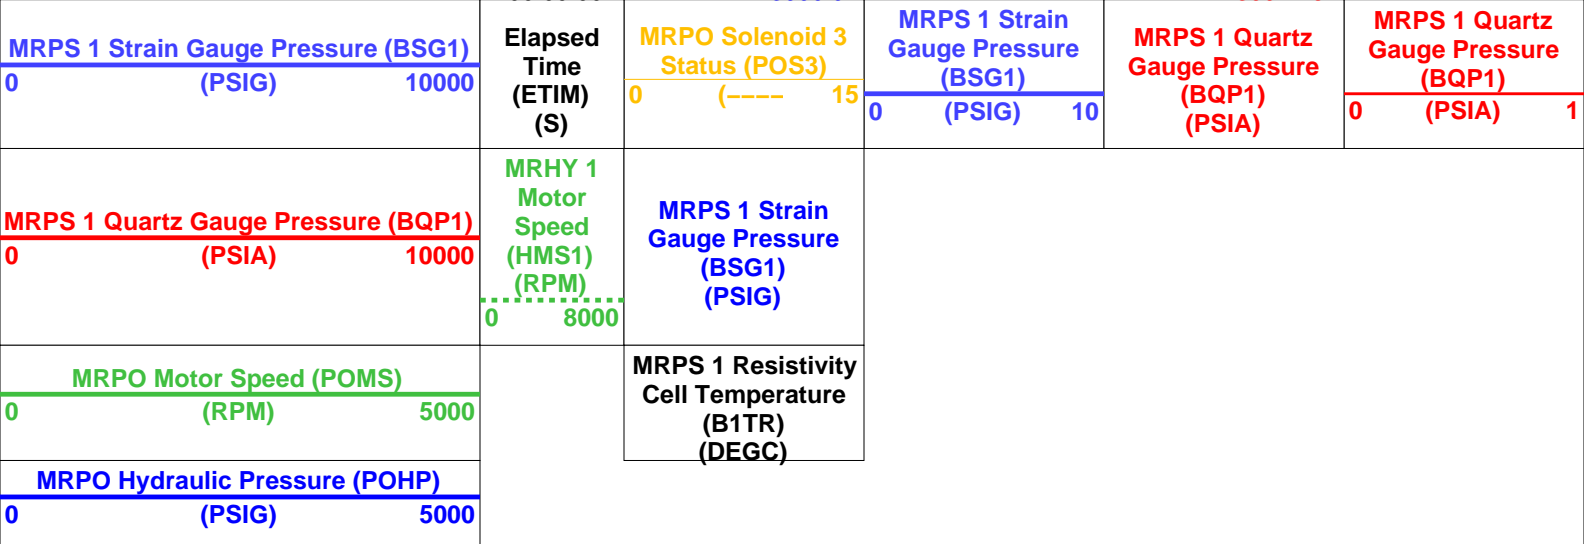 MRPS 1 Strain Gauge Pressure (BSG1)
0 (PSIG) 10000
Elapsed
Time
(ETIM)
(S)
MRPO Solenoid 3
Status (POS3)
0 (---- 15
MRPS 1 Strain
Gauge Pressure
(BSG1)
0 (PSIG) 10
MRPS 1 Quartz
Gauge Pressure
(BQP1)
(PSIA)
MRPS 1 Quartz
Gauge Pressure
(BQP1)
0 (PSIA) 1
MRPS 1 Quartz Gauge Pressure (BQP1)
0 (PSIA) 10000
MRHY 1
Motor
Speed
(HMS1)
(RPM)
0 8000
MRPS 1 Strain
Gauge Pressure
(BSG1)
(PSIG)
MRPO Motor Speed (POMS)
0 (RPM) 5000
MRPS 1 Resistivity
Cell Temperature
(B1TR)
(DEGC)
MRPO Hydraulic Pressure (POHP)
0 (PSIG) 5000